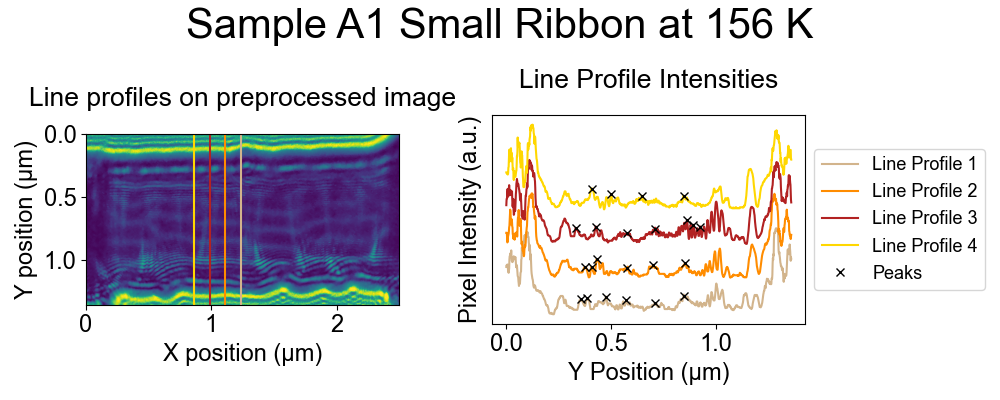 Sample A1 Small Ribbon at 156 K
Line profiles on preprocessed image
Y position (μm)
0.0
0.5
1.0
0
1
2
X position (μm)
Line Profile Intensities
Pixel Intensity (a.u.)
0.0
0.5
1.0
Y Position (μm)
Line Profile 1
Line Profile 2
Line Profile 3
Line Profile 4
Peaks